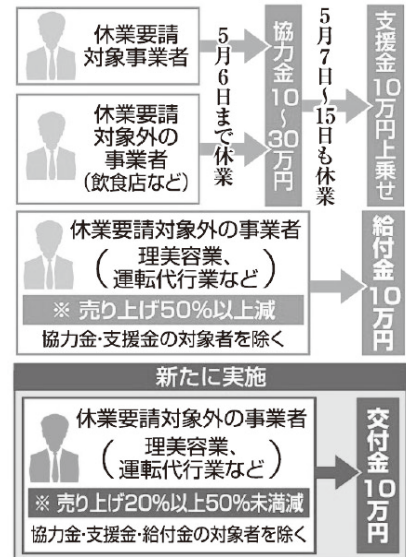 休業要請
対象事業者
休業要請
対象外の
事業者
(飲食店など)
5月6日まで休業
協力金10～30万円
5月7日～15日も休業
支援金10万円上乗せ
休業要請対象外の事業者
(理美容業、
運転代行業など)
※ 売り上げ50%以上減
協力金・支援金の対象者を除く
給付金10万円
新たに実施
休業要請対象外の事業者
(理美容業、
運転代行業など)
※ 売り上げ20%以上50%未満減
協力金・支援金・給付金の対象者を除く
交付金10万円